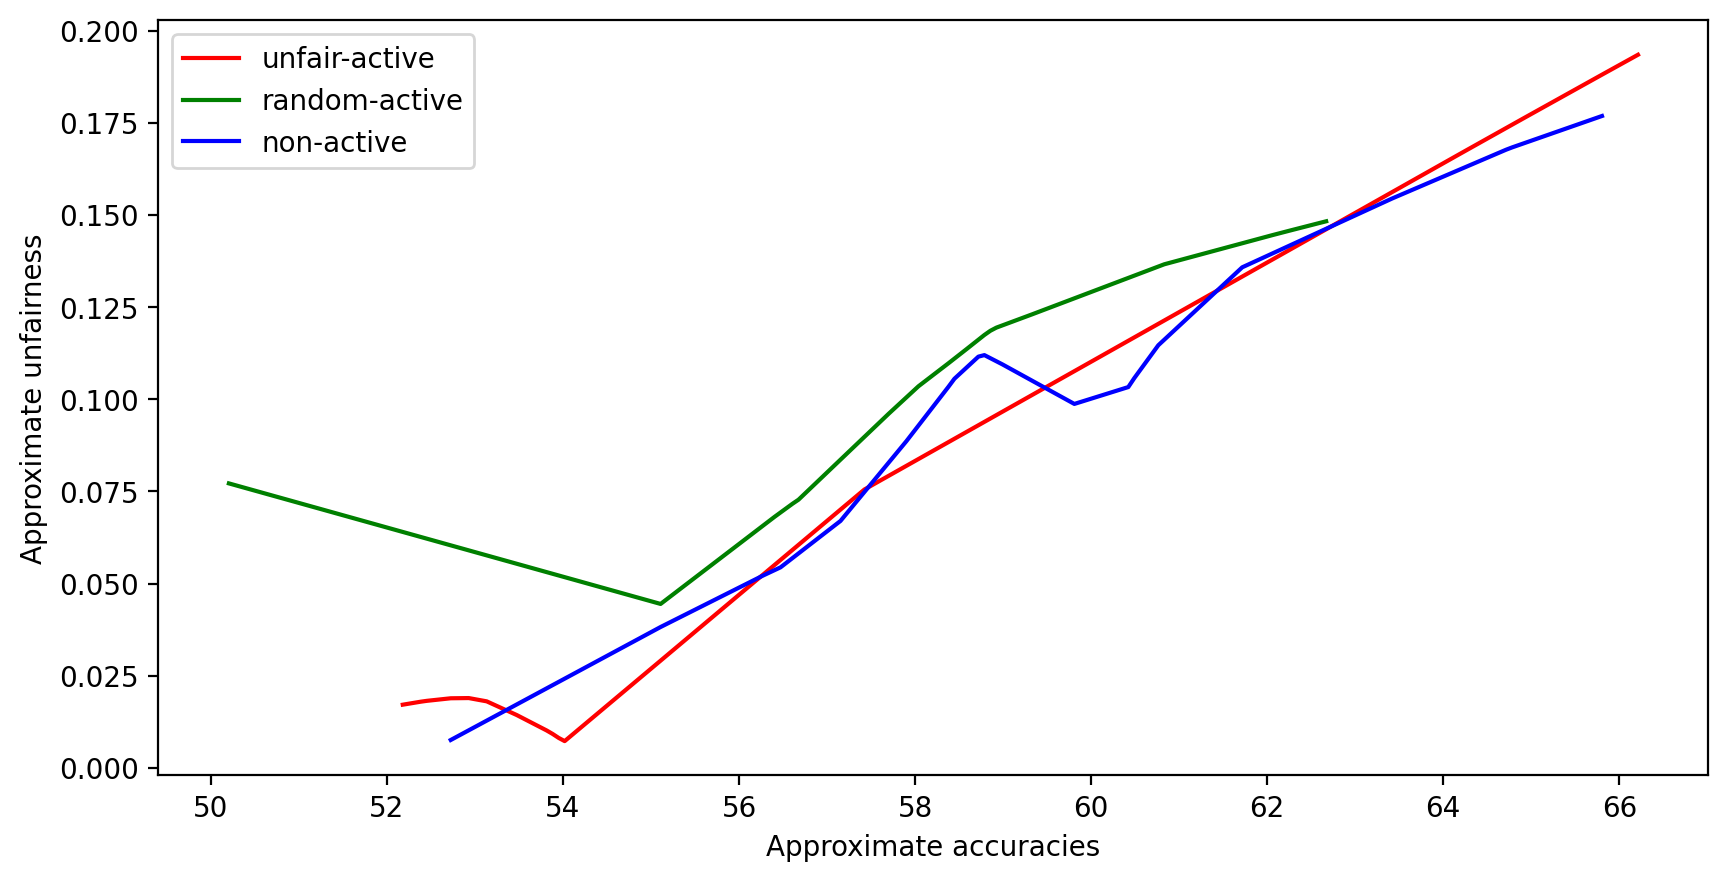 unfair-active
random-active
non-active
Approximate unfairness
0.200
0.175
0.150
0.125
0.100
0.075
0.050
0.025
0.000
50 52 54 56 58 60 62 64 66
Approximate accuracies